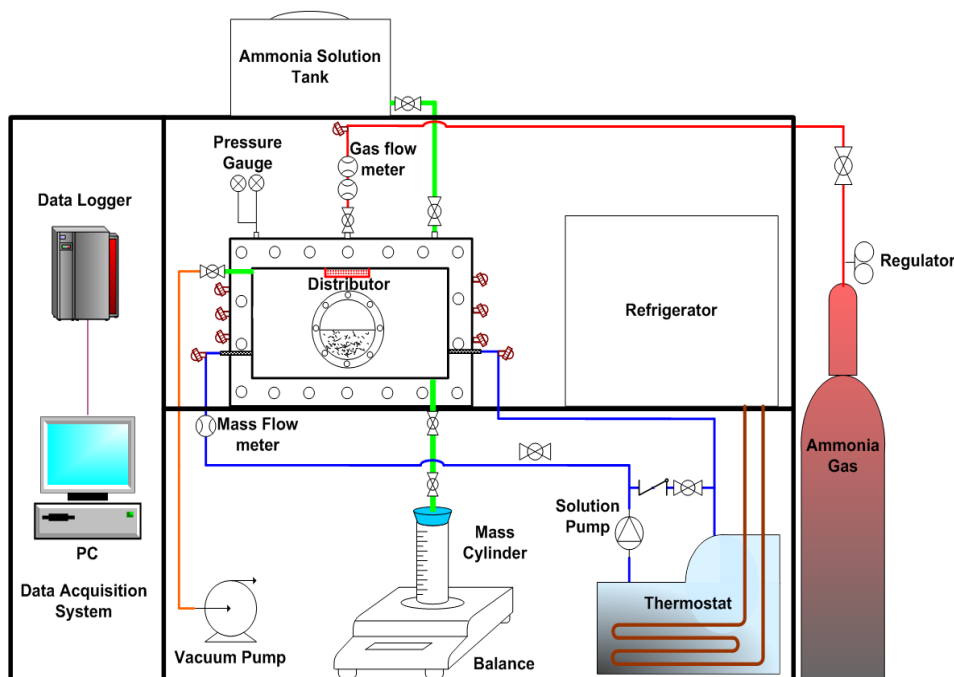 Ammonia Solution
Tank
Pressure
Gauge
Gas flow
meter
Data Logger
Regulator
Distributor
Refrigerator
Mass Flow
meter
Ammonia
Gas
Solution
Pump
Mass
Cylinder
PC
Data Acquisition
System
Thermostat
Vacuum Pump
Balance